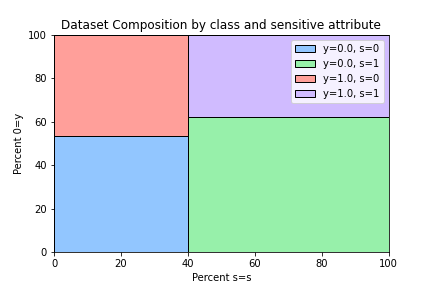 Dataset Composition by class and sensitive attribute
100
80
60
40
20
0
Percent 0=y
y=0.0, s=0
y=0.0, s=1
y=1.0, s=0
y=1.0, s=1
0 20 40 60 80 100
Percent s=s